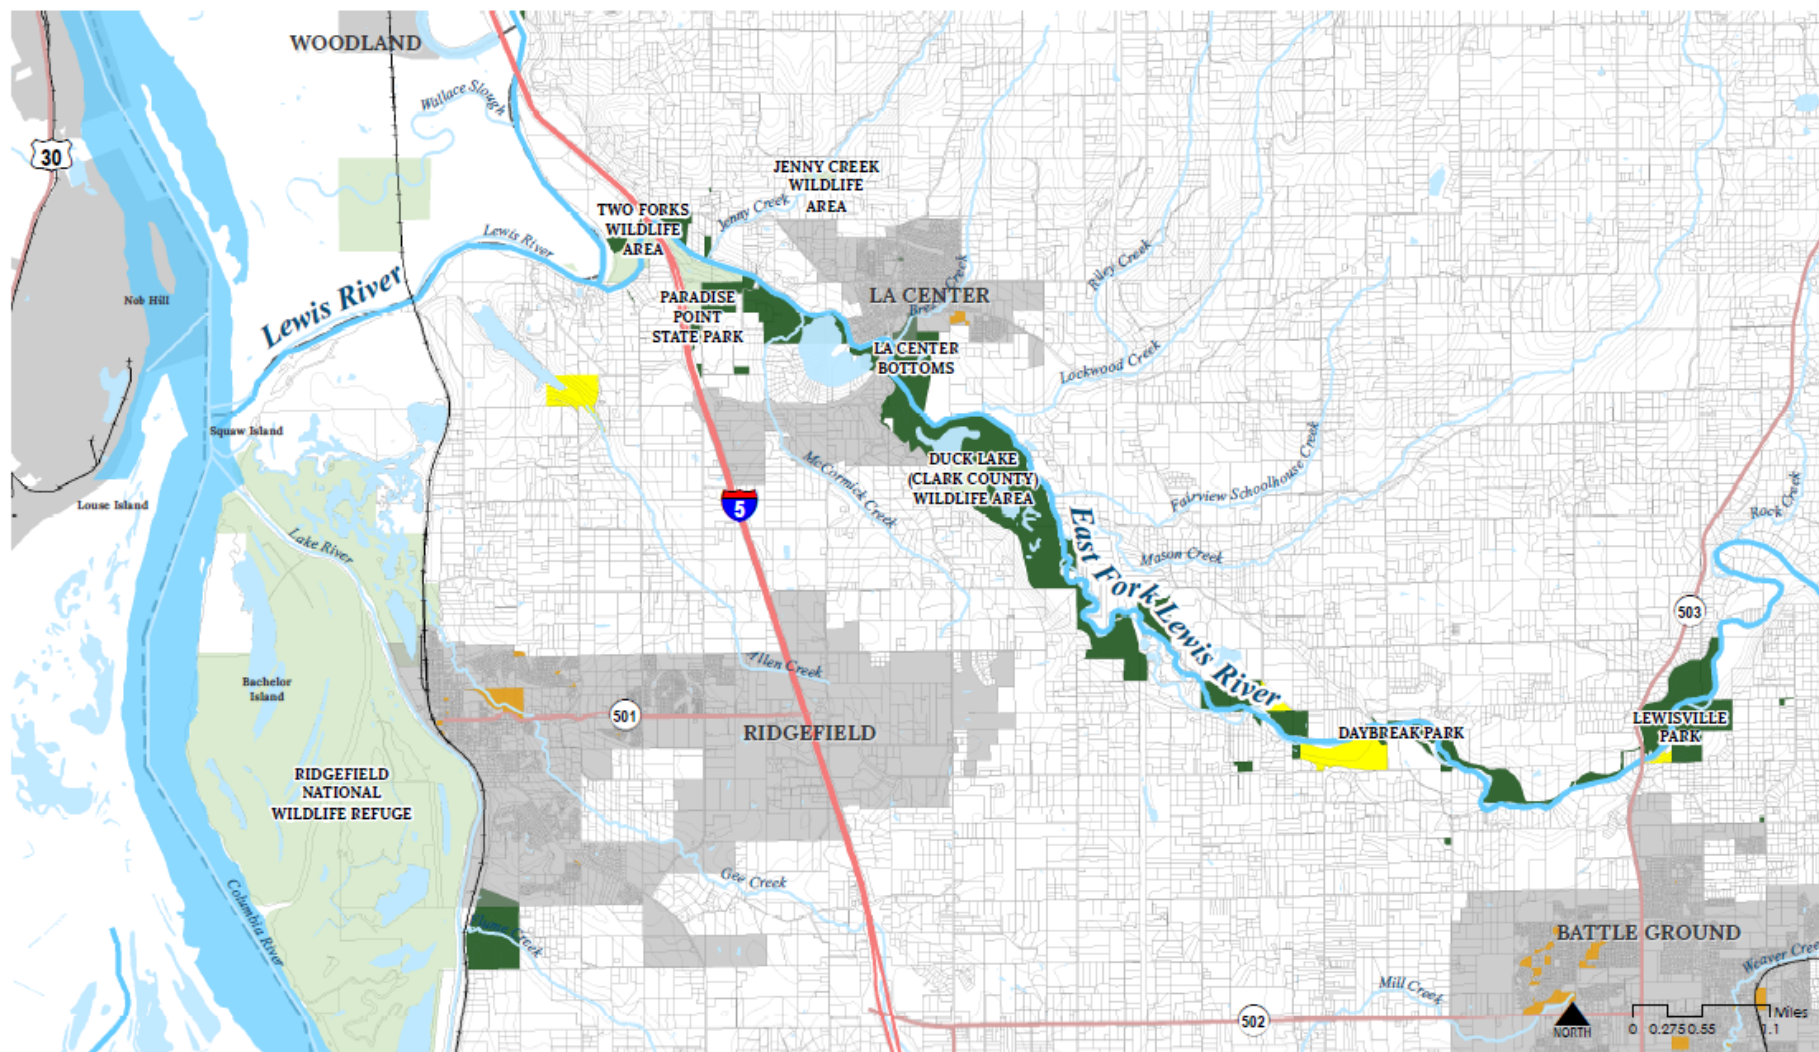 WOODLAND
Wallace Slough
30
JENNY CREEK
WILDLIFE
AREA
Jenny Creek
TWO FORKS
WILDLIFE
AREA
Lewis River
Lewis River
Riley Creek
Nob Hill
PARADISE
POINT
STATE PARK
LA CENTER
Creek
LA CENTER
BOTTOMS
Lockwood Creek
Squaw Island
DUCK LAKE
(CLARK COUNTY)
WILDLIFE AREA
McCormick Creek
Fairview Schoolhouse Creek
Rock Creek
Louse Island
5
Lake River
East Fork Lewis River
Mason Creek
503
Allen Creek
Bachelor
Island
501
RIDGEFIELD
LEWISVILLE
PARK
DAYBREAK PARK
RIDGEFIELD
NATIONAL
WILDLIFE REFUGE
Gee Creek
Columbia River
Creek
BATTLE GROUND
Weaver Cree
Mill Creek
502
NORTH
Miles
0 0.275 0.55 1.1